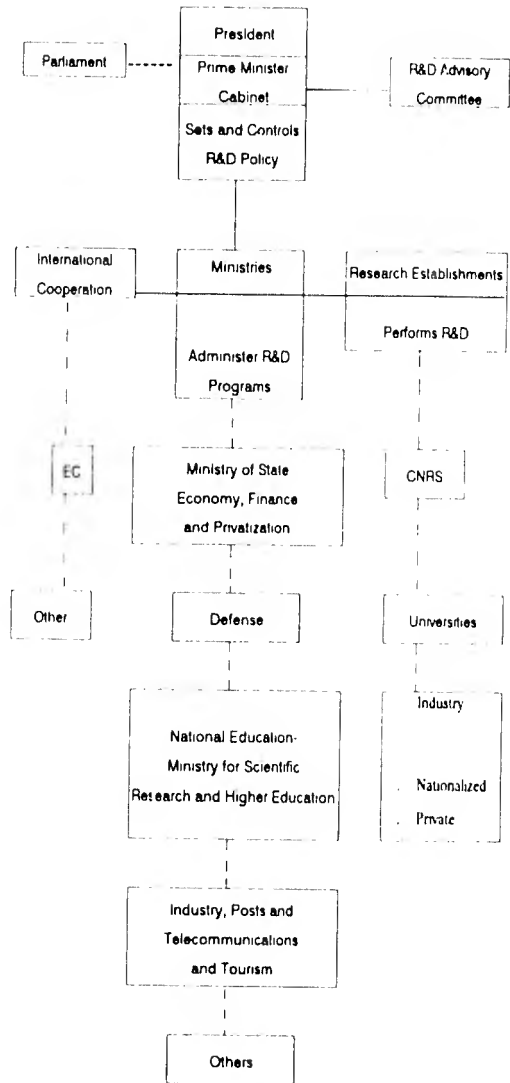 President
Parliament
Prime Minister
Cabinet
R&D Advisory
Committee
Sets and Controls
R&D Policy
International
Cooperation
Ministries
Research Establishments
Performs R&D
Administer R&D
Programs
EC
Ministry of State
Economy, Finance
and Privatization
CNRS
Other
Defense
Universities
Industry
. Nationalized
. Private
National Education-
Ministry for Scientific
Research and Higher Education
Industry, Posts and
Telecommunications
and Tourism
Others